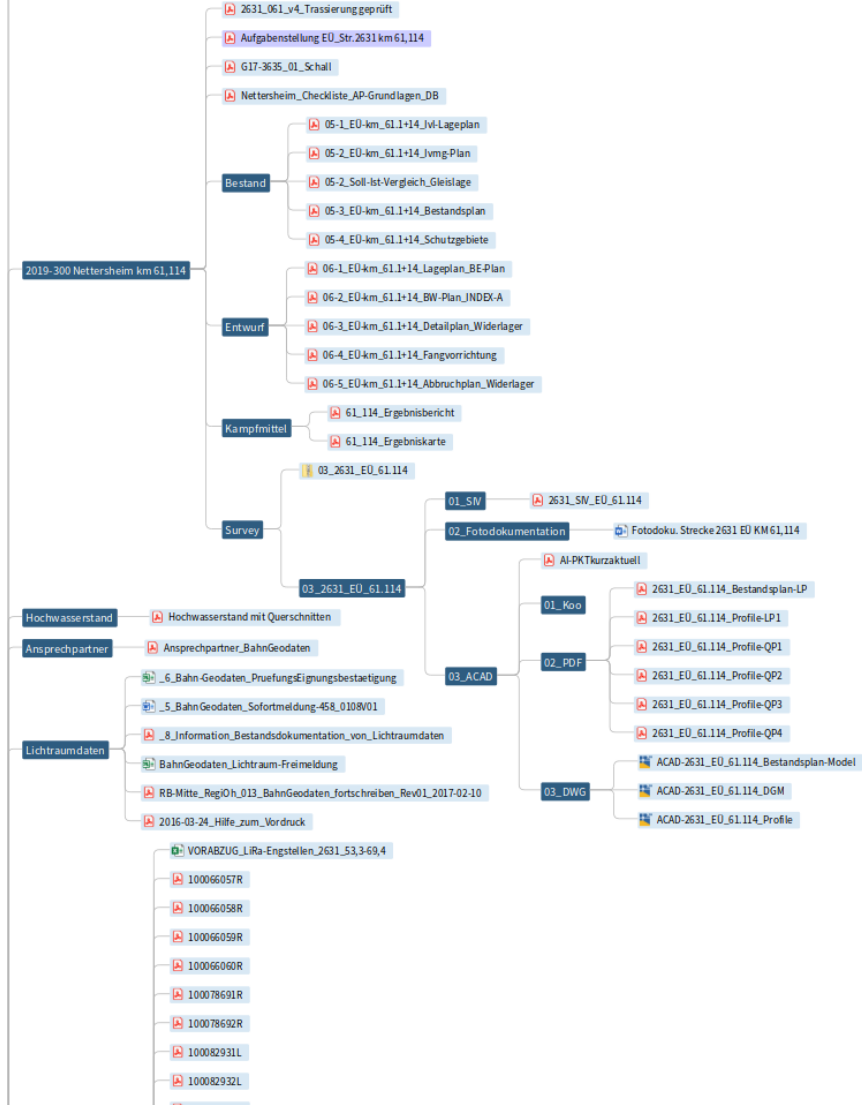 2631_061_v4_Trassierung geprüft
Aufgabenstellung EÜ_Str.2631 km 61,114
G17-3635_01_Schall
Nettersheim_Checkliste_AP-Grundlagen_DB
05-1_EÜ-km_61.1+14_Ivl-Lageplan
05-2_EÜ-km_61.1+14_Ivmg-Plan
Bestand
05-2_Soll-Ist-Vergleich_Gleislage
05-3_EÜ-km_61.1+14_Bestandsplan
05-4_EÜ-km_61.1+14_Schutzgebiete
2019-300 Nettersheim km 61,114
06-1_EÜ-km_61.1+14_Lageplan_BE-Plan
06-2_EÜ-km_61.1+14_BW-Plan_INDEX-A
Entwurf
06-3_EÜ-km_61.1+14_Detailplan_Widerlager
06-4_EÜ-km_61.1+14_Fangvorrichtung
06-5_EÜ-km_61.1+14_Abbruchplan_Widerlager
Kampfmittel
61_114_Ergebnisbericht
61_114_Ergebniskarte
03_2631_EÜ_61.114
Survey
03_2631_EÜ_61.114
01_SIV
2631_SIV_EÜ_61.114
02_Fotodokumentation
Fotodoku. Strecke 2631 EÜ KM 61,114
03_ACAD
AI-PKTkurzaktuell
01_Koo
02_PDF
2631_EÜ_61.114_Bestandsplan-LP
2631_EÜ_61.114_Profile-LP1
2631_EÜ_61.114_Profile-QP1
2631_EÜ_61.114_Profile-QP2
2631_EÜ_61.114_Profile-QP3
2631_EÜ_61.114_Profile-QP4
03_DWG
ACAD-2631_EÜ_61.114_Bestandsplan-Model
ACAD-2631_EÜ_61.114_DGM
ACAD-2631_EÜ_61.114_Profile
Hochwasserstand
Hochwasserstand mit Querschnitten
Ansprechpartner
Ansprechpartner_BahnGeodaten
Lichtraumdaten
_6_Bahn-Geodaten_PruefungsEignungsbestaetigung
_5_BahnGeodaten_Sofortmeldung-458_0108V01
_8_Information_Bestandsdokumentation_von_Lichtraumdaten
BahnGeodaten_Lichtraum-Freimeldung
RB-Mitte_RegiOh_013_BahnGeodaten_fortschreiben_Rev01_2017-02-10
2016-03-24_Hilfe_zum_Vordruck
VORABZUG_LiRa-Engstellen_2631_53,3-69,4
100066057R
100066058R
100066059R
100066060R
100078691R
100078692R
100082931L
100082932L